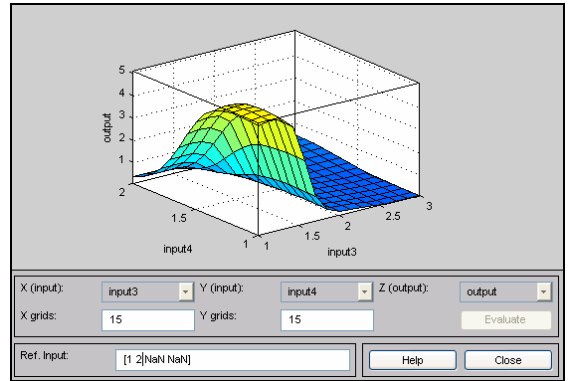 5
4
3
2
1
output
2
1.5
1
input4
1
1.5
2
2.5
3
input3
X (input): input3 Y (input): input4 Z (output): output
X grids: 15 Y grids: 15 Evaluate
Ref. Input: [1 2 NaN NaN] Help Close